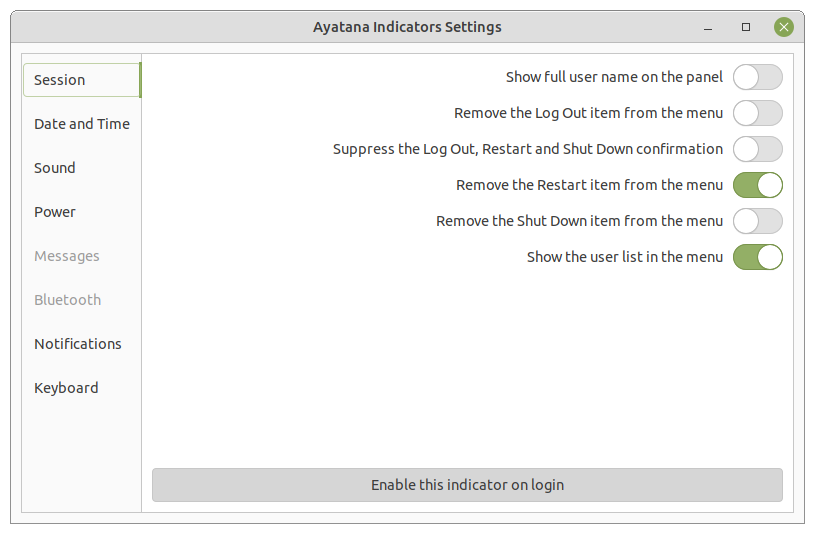 Ayatana Indicators Settings
Session
Date and Time
Sound
Power
Messages
Bluetooth
Notifications
Keyboard
Show full user name on the panel
Remove the Log Out item from the menu
Suppress the Log Out, Restart and Shut Down confirmation
Remove the Restart item from the menu
Remove the Shut Down item from the menu
Show the user list in the menu
Enable this indicator on login